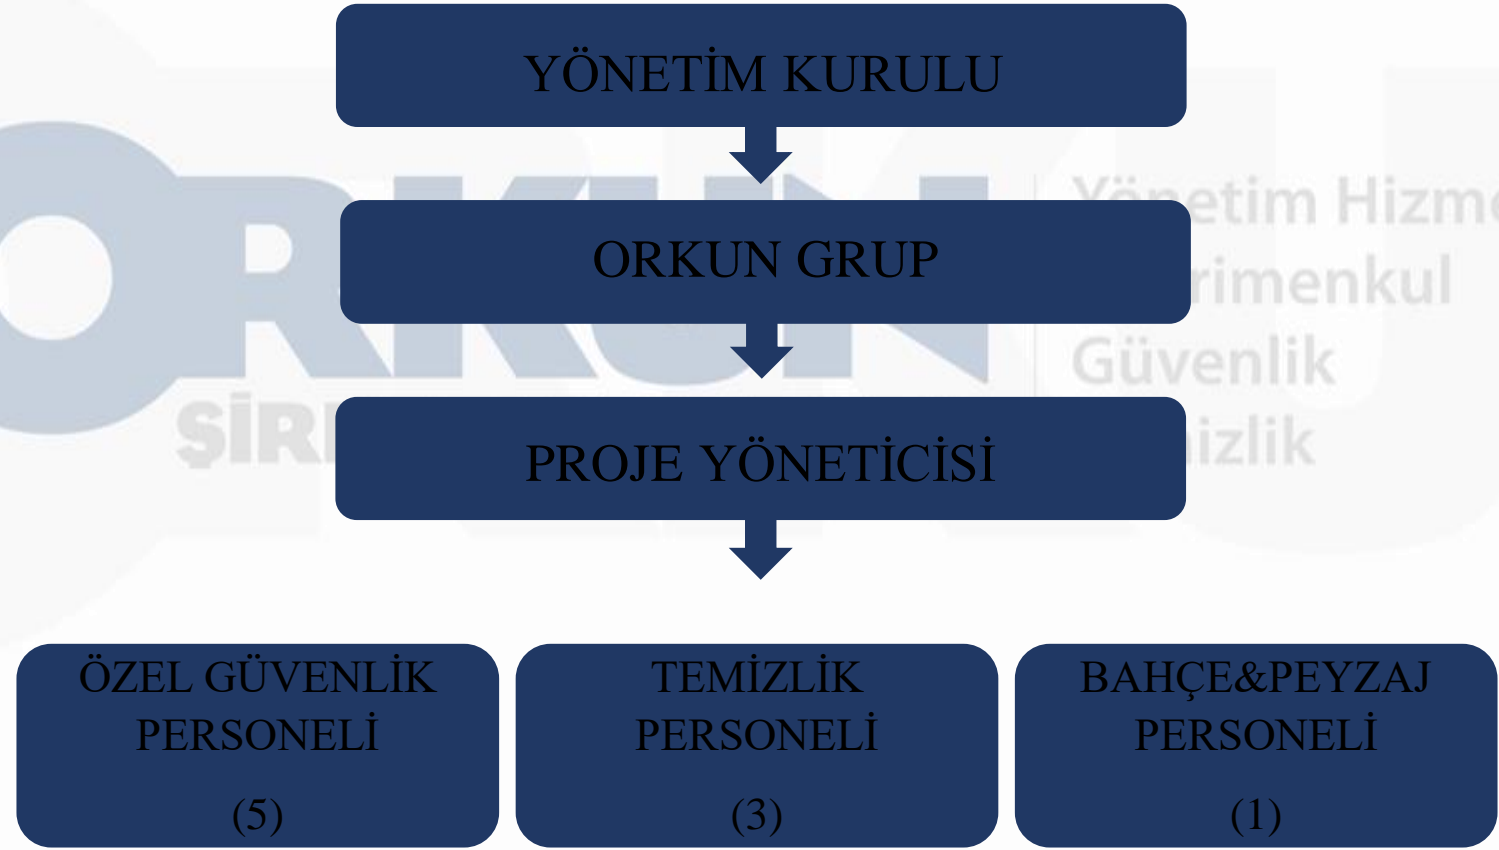 YÖNETİM KURULU
ORKUN GRUP
PROJE YÖNETİCİSİ
ÖZEL GÜVENLİK
PERSONELİ
(5)
TEMİZLİK
PERSONELİ
(3)
BAHÇE&PEYZAJ
PERSONELİ
(1)
ORKUN
Güvenlik